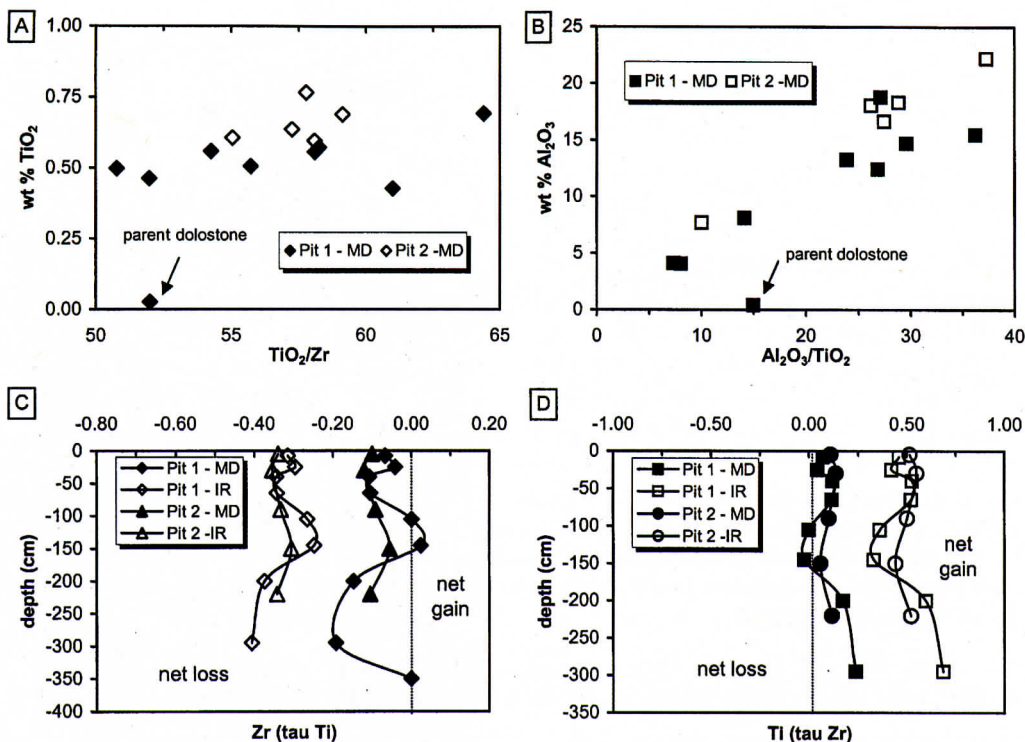 A
1.00
0.75
0.50
0.25
0.00
wt % TiO₂
parent dolostone
Pit 1 - MD
Pit 2 -MD
50
55
60
65
TiO₂/Zr
B
25
20
15
10
5
0
wt % Al₂O₃
Pit 1 - MD
Pit 2 -MD
parent dolostone
0
10
20
30
40
Al₂O₃/TiO₂
C
-0.80
-0.60
-0.40
-0.20
0.00
0.20
0
-50
-100
-150
-200
-250
-300
-350
-400
depth (cm)
Pit 1 - MD
Pit 1 - IR
Pit 2 - MD
Pit 2 -IR
net
gain
net loss
Zr (tau Ti)
D
-1.00
-0.50
0.00
0.50
1.00
0
-50
-100
-150
-200
-250
-300
-350
depth (cm)
Pit 1 - MD
Pit 1 - IR
Pit 2 - MD
Pit 2 -IR
net
gain
net loss
Ti (tau Zr)